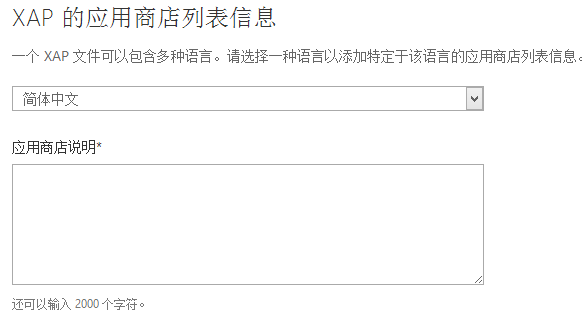 XAP 的应用商店列表信息
一个 XAP 文件可以包含多种语言。请选择一种语言以添加特定于该语言的应用商店列表信息。
简体中文
应用商店说明*
还可以输入 2000 个字符。